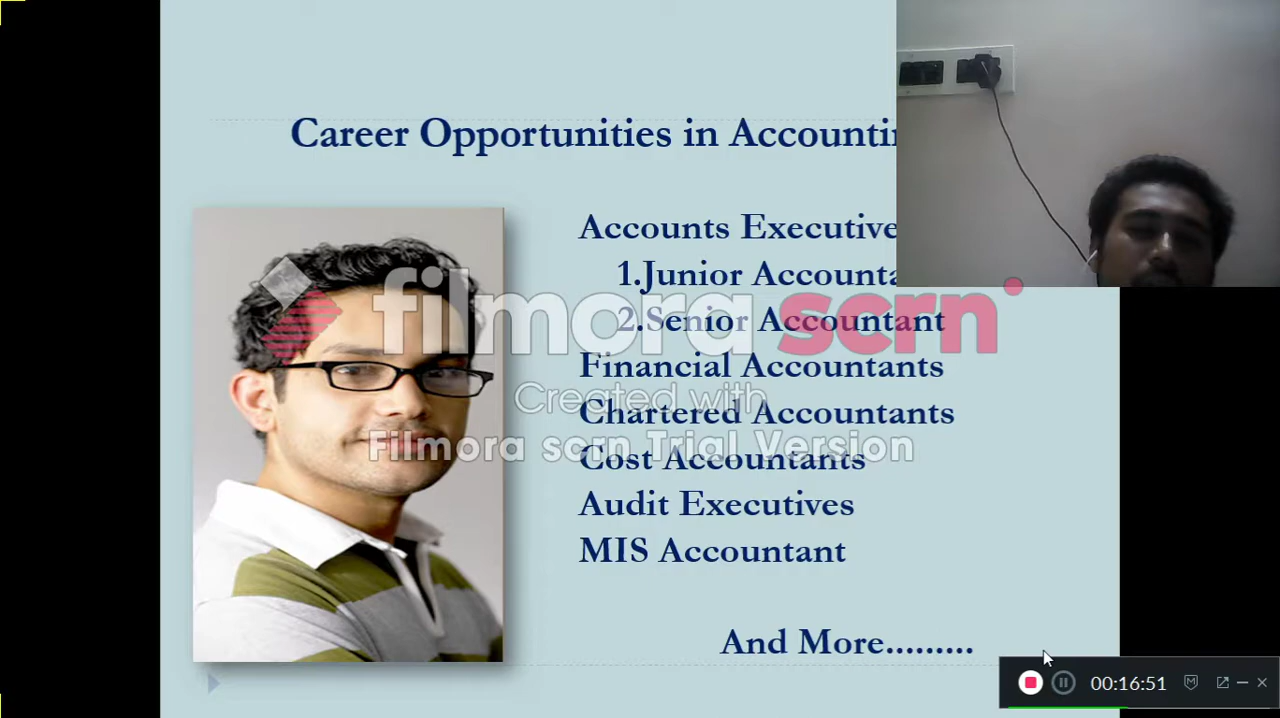 Career Opportunities in Accountin
Accounts Executive
1.Junior Accounta
2.Senior Accountant
Financial Accountants
Chartered Accountants
Cost Accountants
Audit Executives
MIS Accountant
And More.........
filmora scrn
Created with
Filmora scrn Trial Version
00:16:51